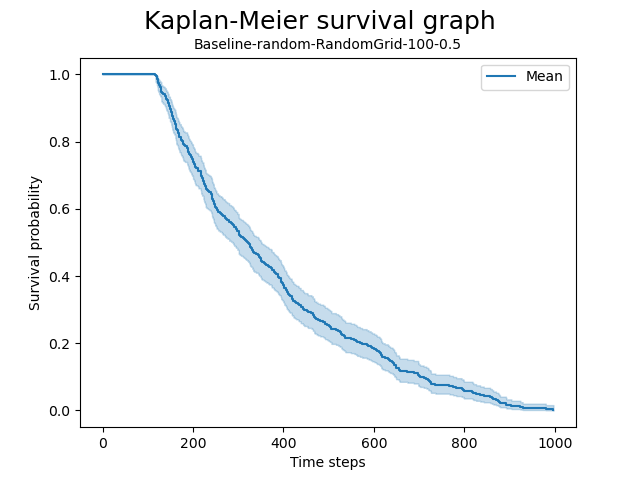 Kaplan-Meier survival graph
Baseline-random-RandomGrid-100-0.5
Mean
Survival probability
1.0
0.8
0.6
0.4
0.2
0.0
0 200 400 600 800 1000
Time steps